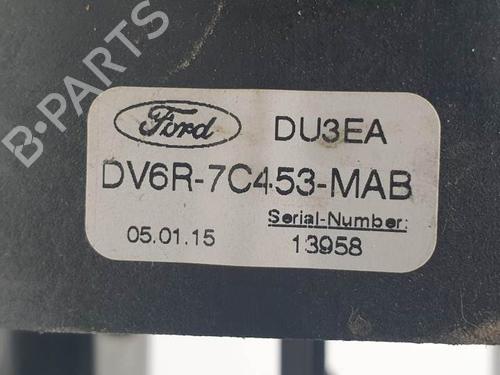 B-PARTS
Ford DU3EA
DV6R-7C453-MAB
Serial-Number:
05.01.15 13958